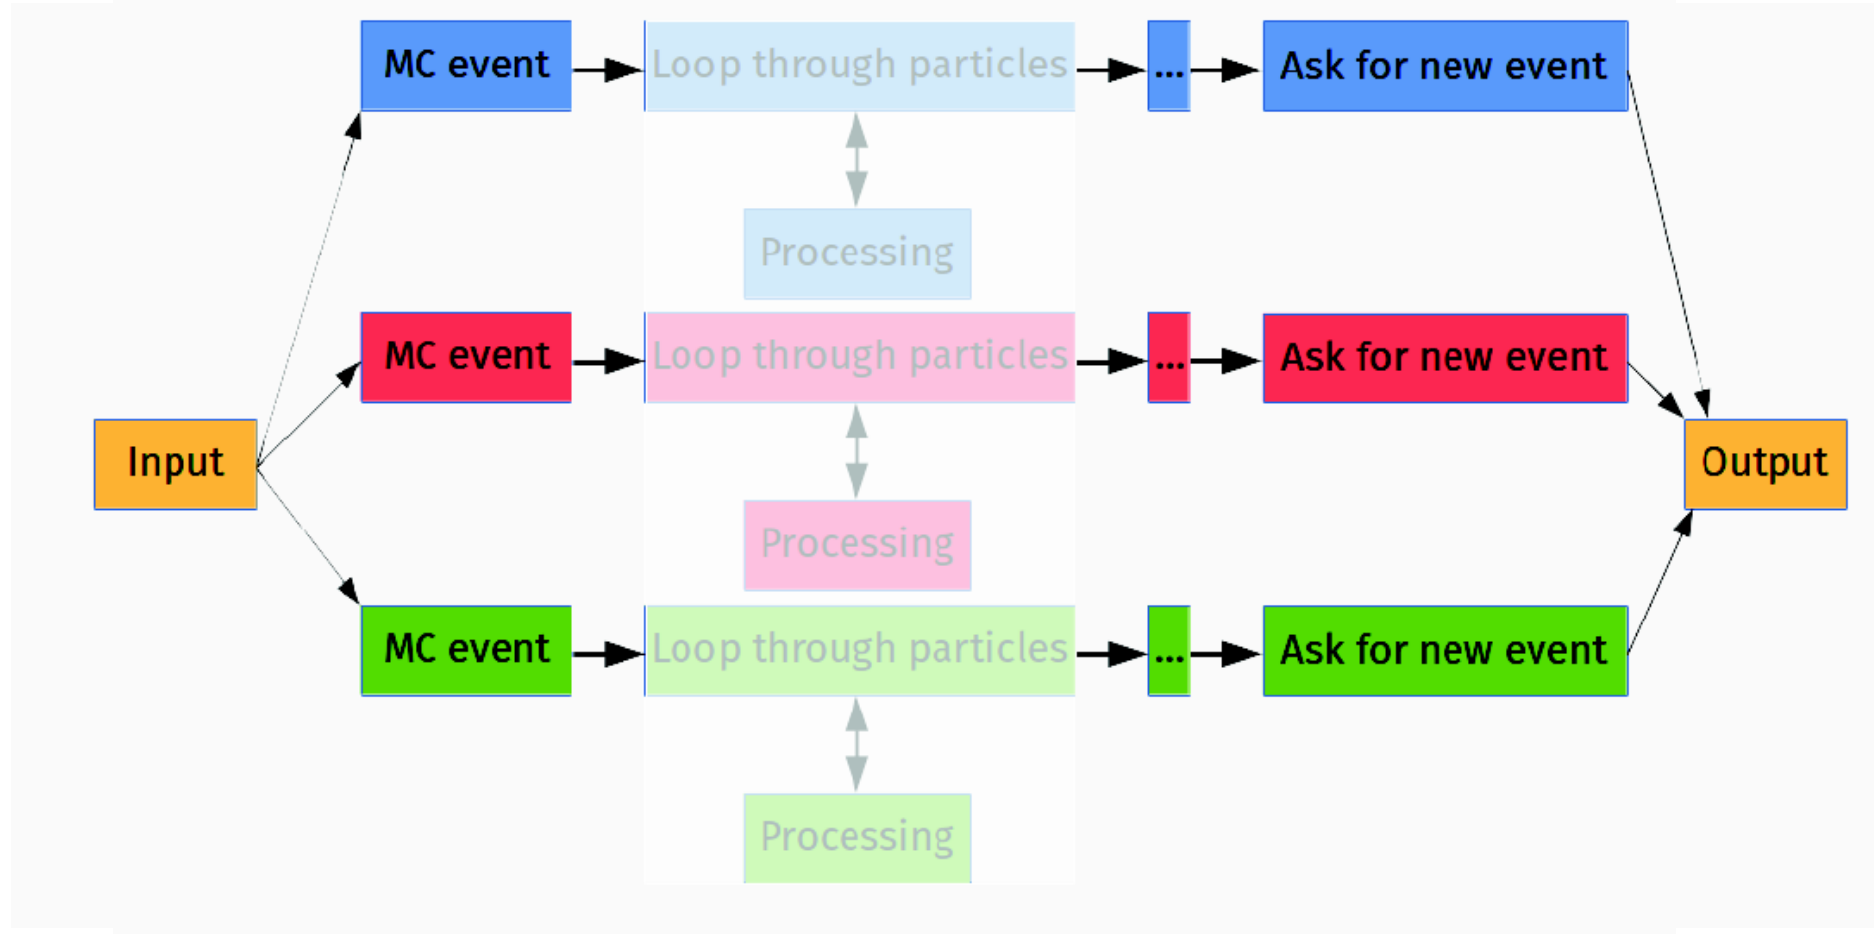 MC event
Loop through particles
...
Ask for new event
Processing
MC event
Loop through particles
...
Ask for new event
Input
Output
Processing
MC event
Loop through particles
...
Ask for new event
Processing